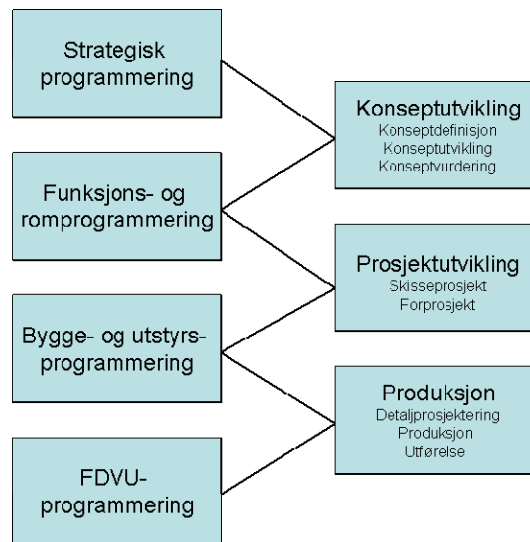 Strategisk
programmering
Konseptutvikling
Konseptdefinisjon
Konseptutvikling
Konseptvurdering
Funksjons- og
romprogrammering
Prosjektutvikling
Skisseprosjekt
Forprosjekt
Bygge- og utstyrs-
programmering
Produksjon
Detaljprosjektering
Produksjon
Utførelse
FDVU-
programmering